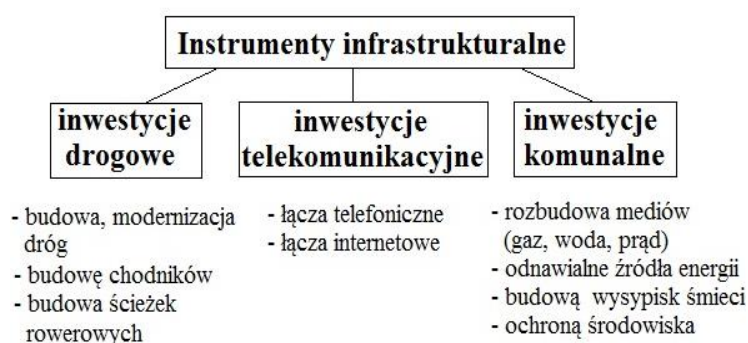 Instrumenty infrastrukturalne
inwestycje
drogowe
- budowa, modernizacja
dróg
- budowę chodników
- budowa ścieżek
rowerowych
inwestycje
telekomunikacyjne
- łącza telefoniczne
- łącza internetowe
inwestycje
komunalne
- rozbudowa mediów
(gaz, woda, prąd)
- odnawialne źródła energii
- budową wysypisk śmieci
- ochroną środowiska